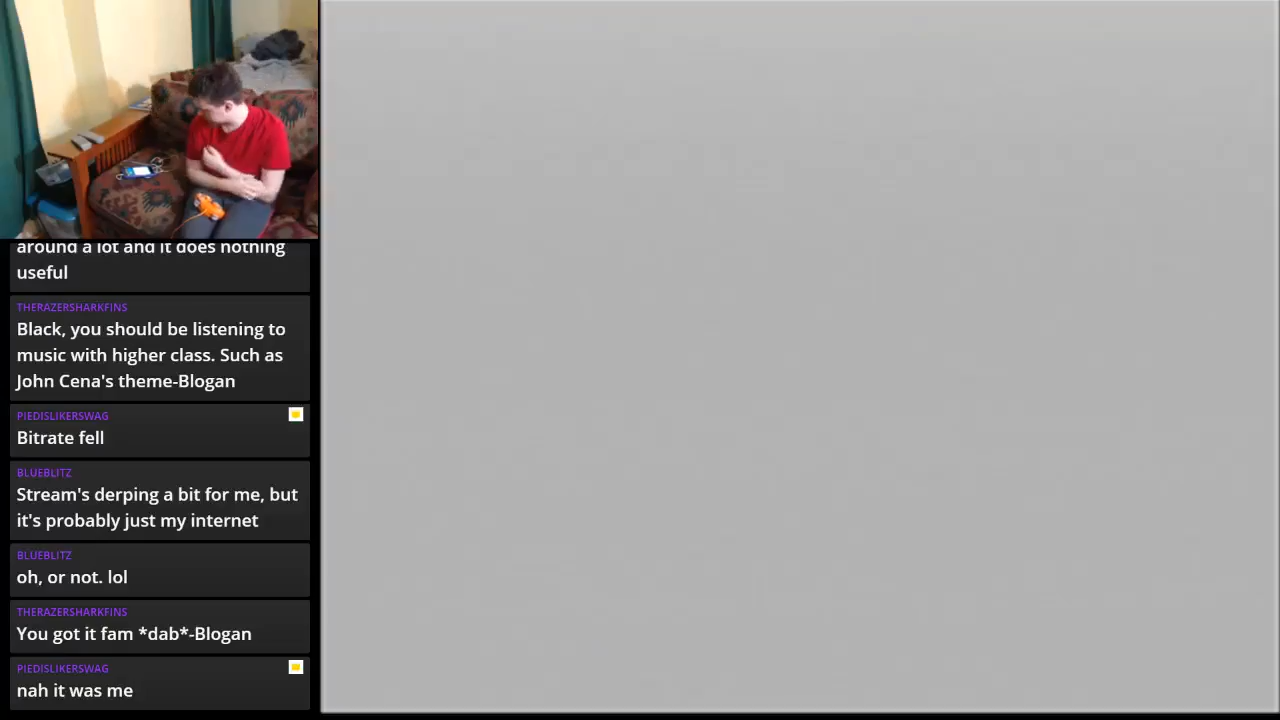 around a lot and it does nothing
useful
THERAZERSHARKFINS
Black, you should be listening to
music with higher class. Such as
John Cena's theme-Blogan
PIEDISLIKERSWAG
Bitrate fell
BLUEBLITZ
Stream's derping a bit for me, but
it's probably just my internet
BLUEBLITZ
oh, or not. lol
THERAZERSHARKFINS
You got it fam *dab*-Blogan
PIEDISLIKERSWAG
nah it was me